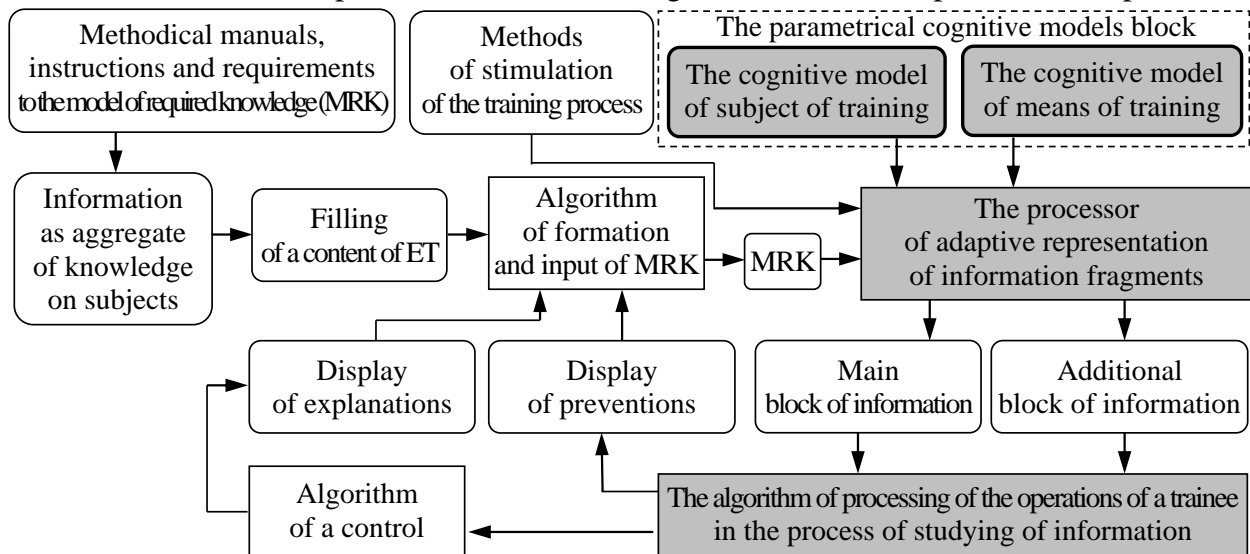 Methodical manuals,
instructions and requirements
to the model of required knowledge (MRK)
Methods
of stimulation
of the training process
The parametrical cognitive models block
The cognitive model
of subject of training
The cognitive model
of means of training
Information
as aggregate
of knowledge
on subjects
Filling
of a content of ET
Algorithm
of formation
and input of MRK
MRK
The processor
of adaptive representation
of information fragments
Display
of explanations
Display
of preventions
Main
block of information
Additional
block of information
Algorithm
of a control
The algorithm of processing of the operations of a trainee
in the process of studying of information